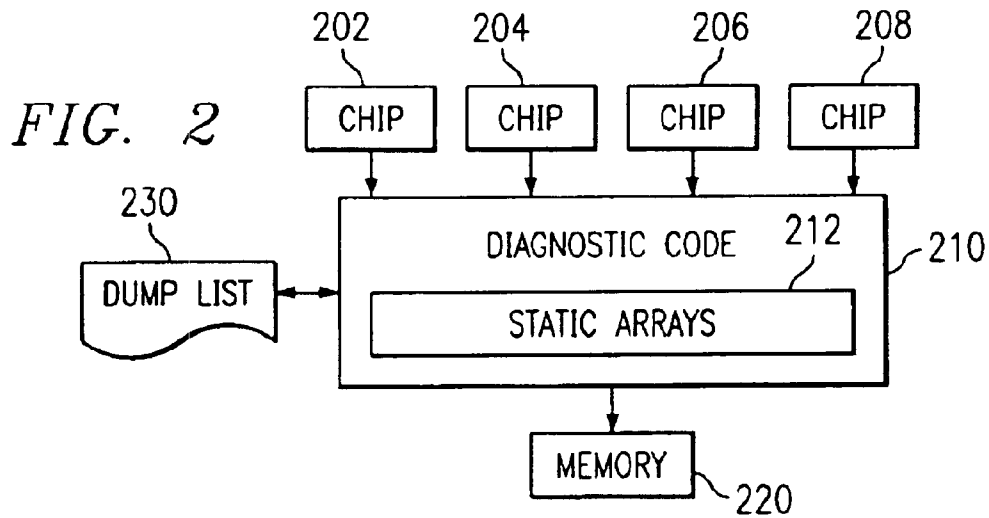 202 204 206 208
FIG. 2
CHIP CHIP CHIP CHIP
230
DIAGNOSTIC CODE
212
210
DUMP LIST
STATIC ARRAYS
MEMORY
220